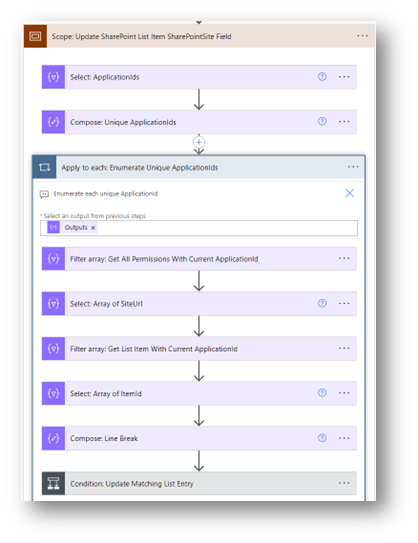 Scope: Update SharePoint List Item SharePointSite Field
Select: ApplicationIds
Compose: Unique ApplicationIds
Apply to each: Enumerate Unique ApplicationIds
Enumerate each unique ApplicationId
* Select an output from previous steps
Outputs
Filter array: Get All Permissions With Current ApplicationId
Select: Array of SiteUrl
Filter array: Get List Item With Current ApplicationId
Select: Array of ItemId
Compose: Line Break
Condition: Update Matching List Entry